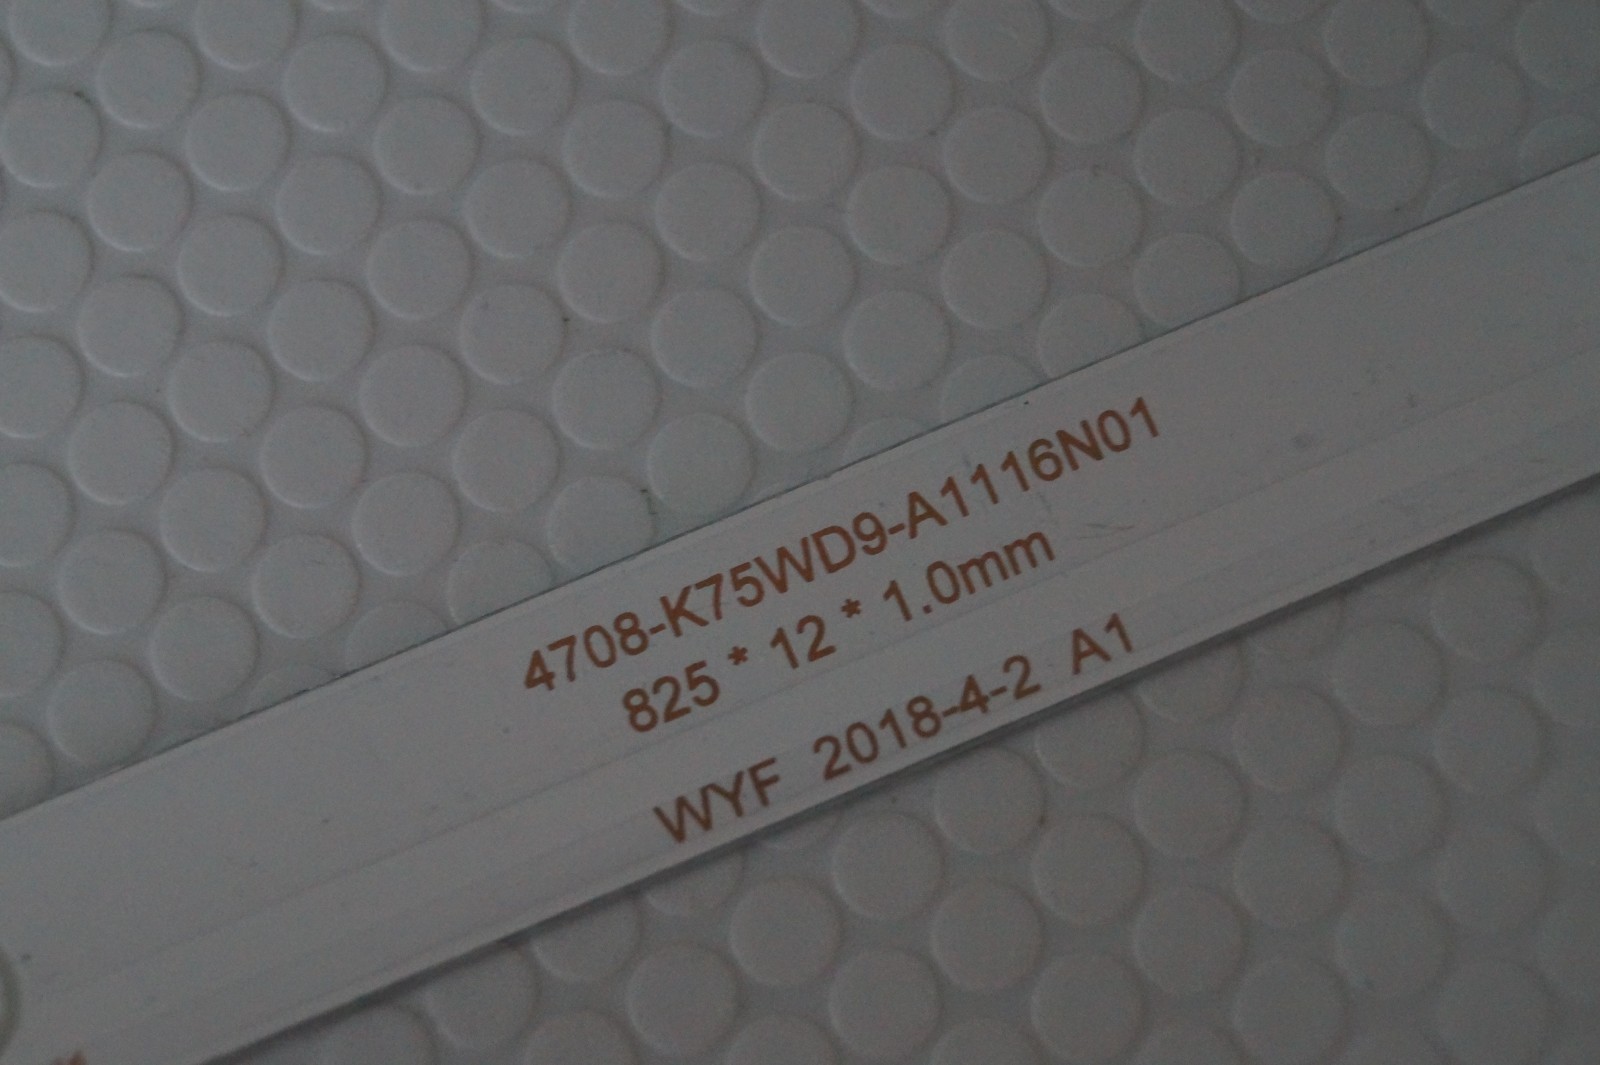 4708-K75WD9-A1116N01
825 * 12 * 1.0mm
WYF 2018-4-2 A1